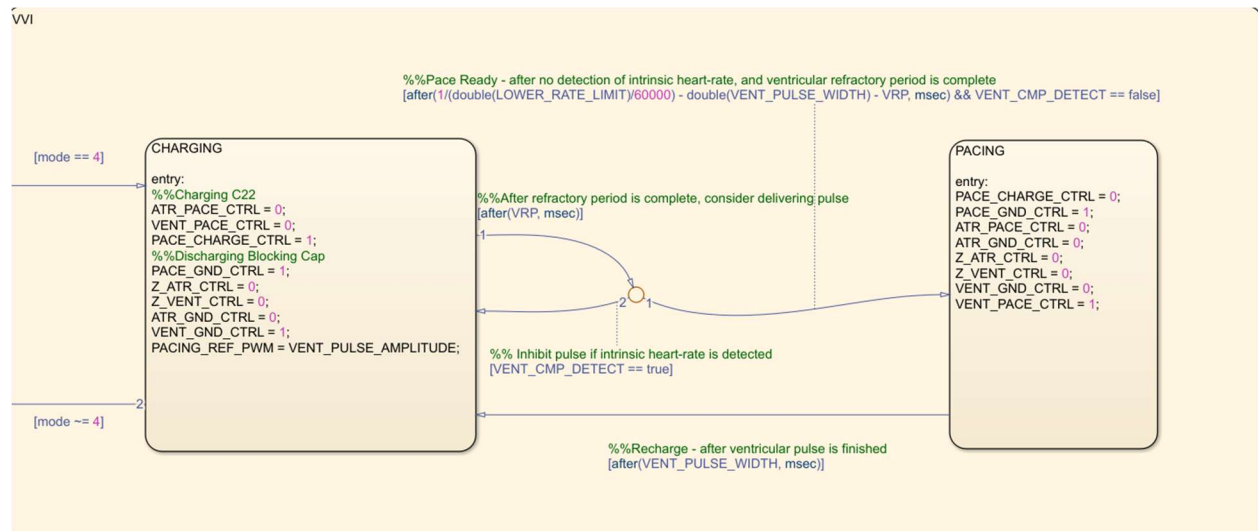 VVI
%%Pace Ready - after no detection of intrinsic heart-rate, and ventricular refractory period is complete
[after(1/(double(LOWER_RATE_LIMIT)/60000) - double(VENT_PULSE_WIDTH) - VRP, msec) && VENT_CMP_DETECT == false]
[mode == 4]
CHARGING
entry:
%%Charging C22
ATR_PACE_CTRL = 0;
VENT_PACE_CTRL = 0;
PACE_CHARGE_CTRL = 1;
%%Discharging Blocking Cap
PACE_GND_CTRL = 1;
Z_ATR_CTRL = 0;
Z_VENT_CTRL = 0;
ATR_GND_CTRL = 0;
VENT_GND_CTRL = 1;
PACING_REF_PWM = VENT_PULSE_AMPLITUDE;
2
[mode ~= 4]
%%After refractory period is complete, consider delivering pulse
[after(VRP, msec)]
1
2
1
%% Inhibit pulse if intrinsic heart-rate is detected
[VENT_CMP_DETECT == true]
PACING
entry:
PACE_CHARGE_CTRL = 0;
PACE_GND_CTRL = 1;
ATR_PACE_CTRL = 0;
ATR_GND_CTRL = 0;
Z_ATR_CTRL = 0;
Z_VENT_CTRL = 0;
VENT_GND_CTRL = 0;
VENT_PACE_CTRL = 1;
%%Recharge - after ventricular pulse is finished
[after(VENT_PULSE_WIDTH, msec)]